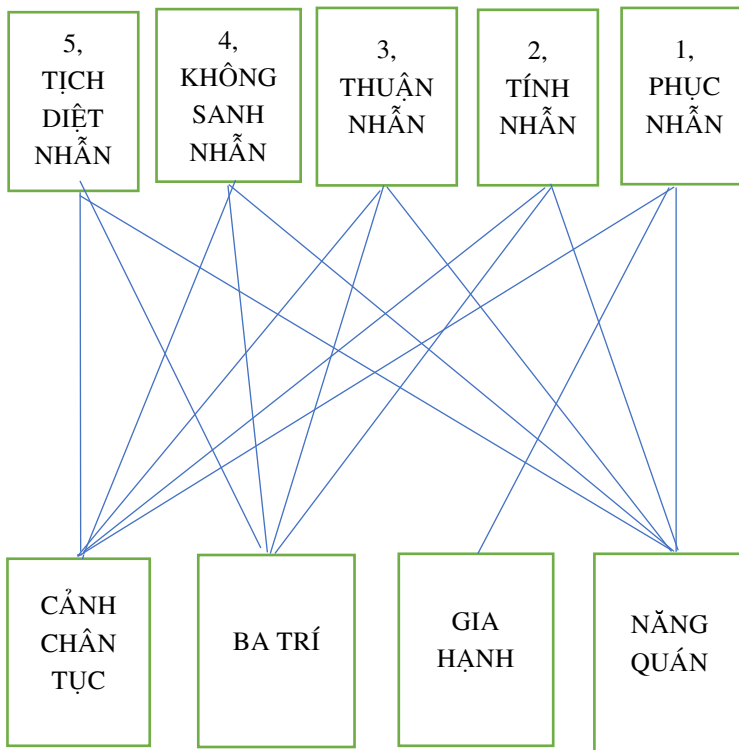 5,
TỊCH
DIỆT
NHẪN
4,
KHÔNG
SANH
NHẪN
3,
THUẬN
NHẪN
2,
TÍNH
NHẪN
1,
PHỤC
NHẪN
CẢNH
CHÂN
TỤC
BA TRÍ
GIA
HẠNH
NĂNG
QUÁN